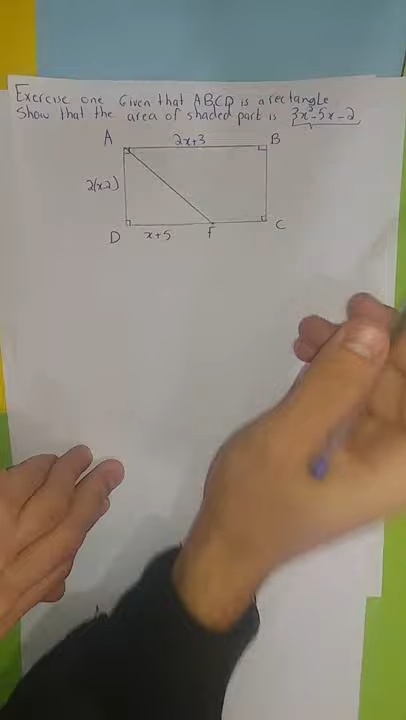 Exercise one Given that ABCD is a rectangle
Show that the area of shaded part is 3x²-5x-2
A 2x+3 B
2(x-2)
D x+5 F C